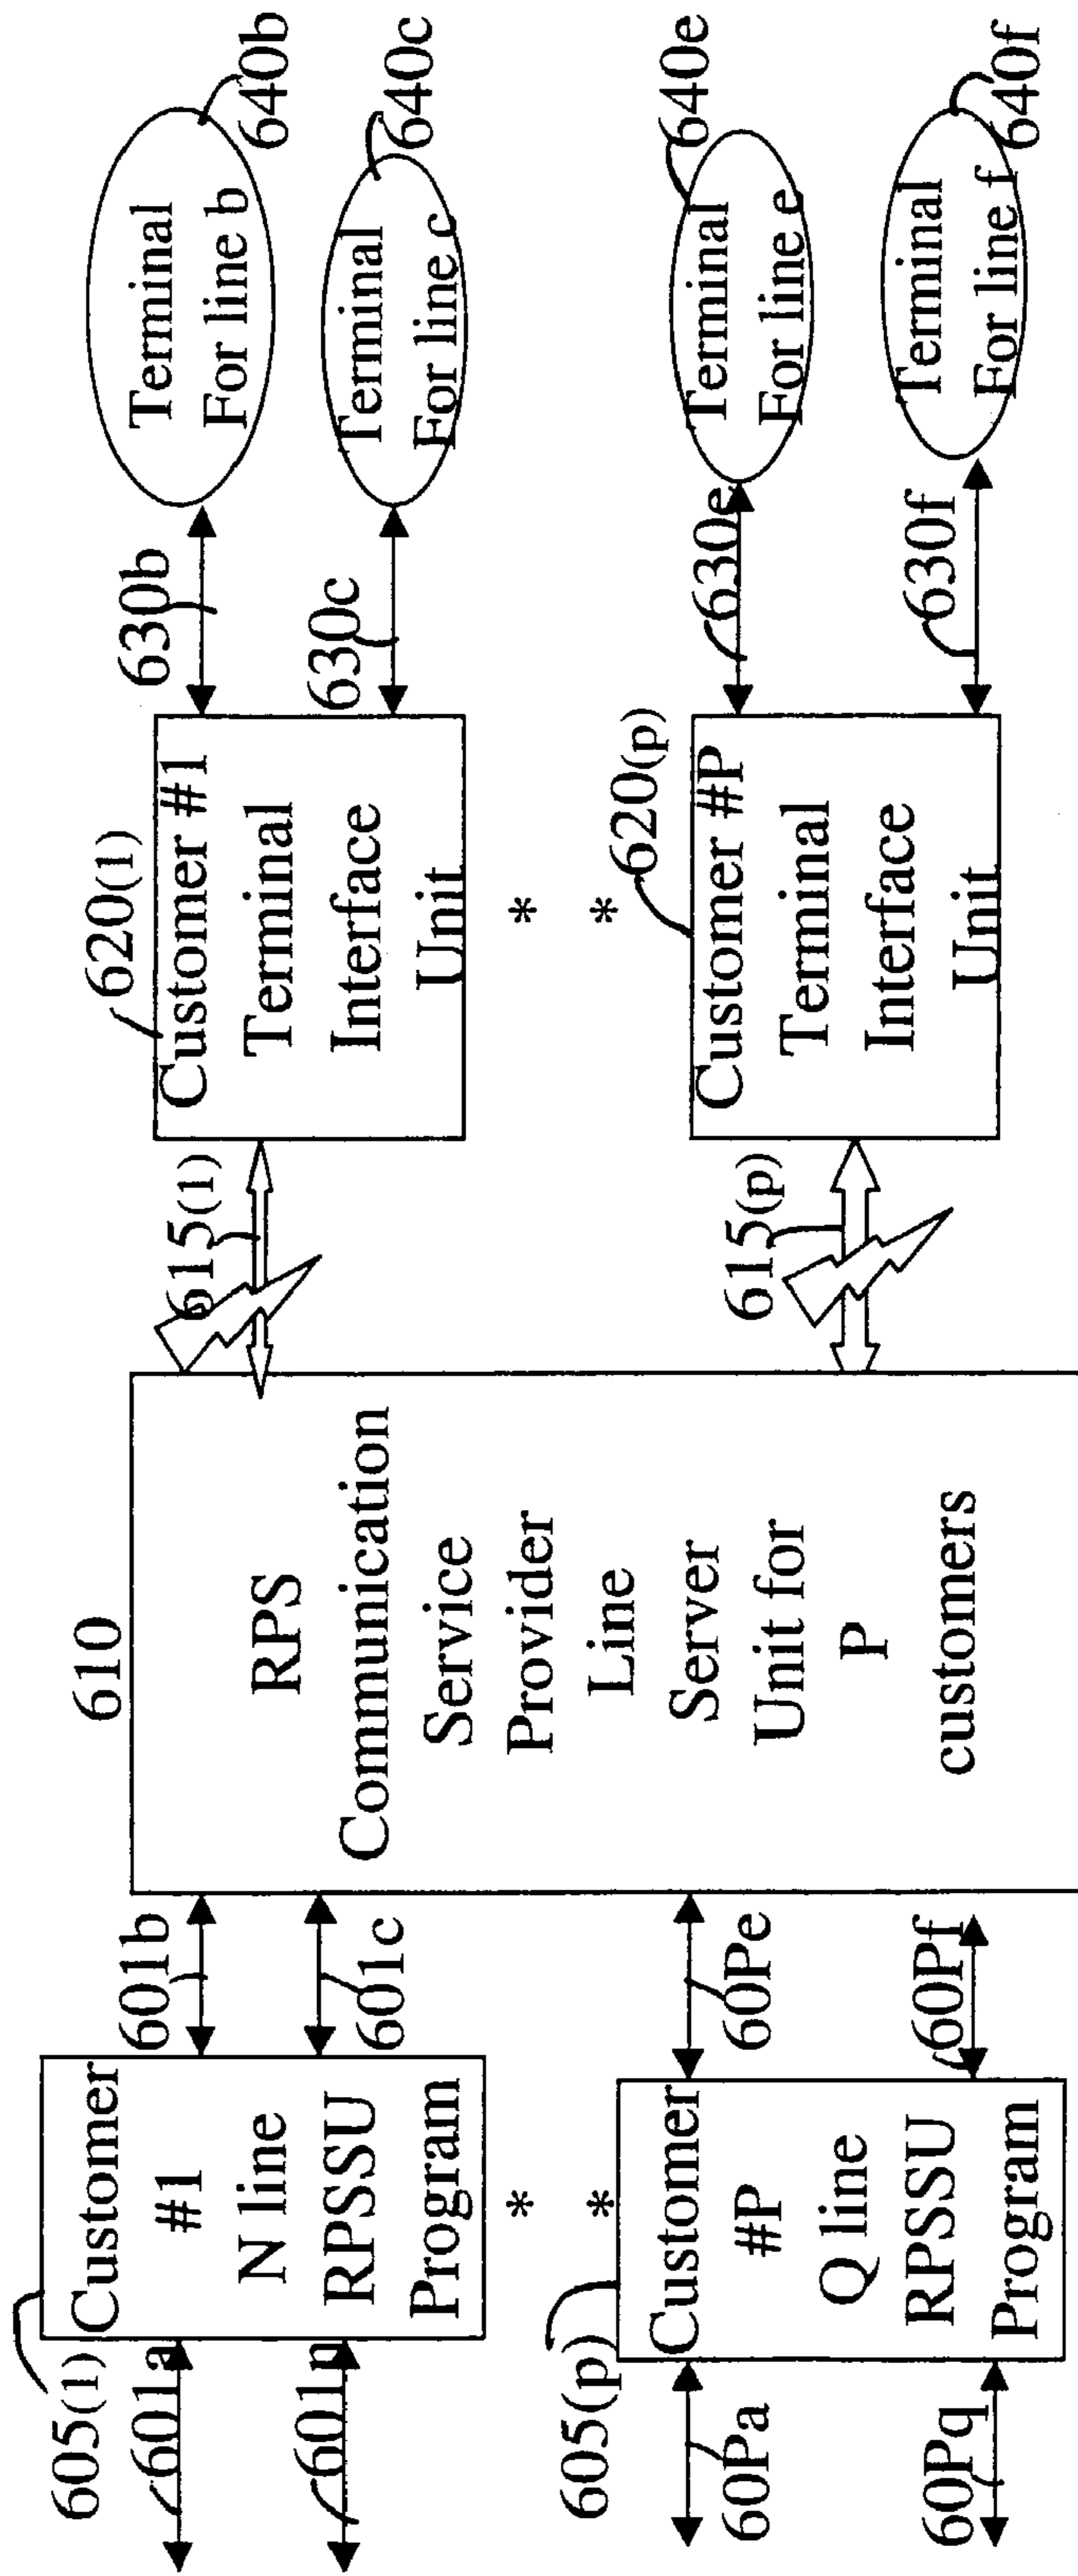 605(1)
601a
601n
Customer
#1
N line
RPSSU
Program
601b
601c
*
*
605(p)
60Pa
60Pq
Customer
#P
Q line
RPSSU
Program
60Pe
60Pf
610
RPS
Communication
Service
Provider
Line
Server
Unit for
P
customers
615(1)
615(p)
620(1)
Customer #1
Terminal
Interface
Unit
*
*
620(p)
Customer #P
Terminal
Interface
Unit
630b
630c
630e
630f
Terminal
For line b
640b
Terminal
For line c
640c
Terminal
For line e
640e
Terminal
For line f
640f